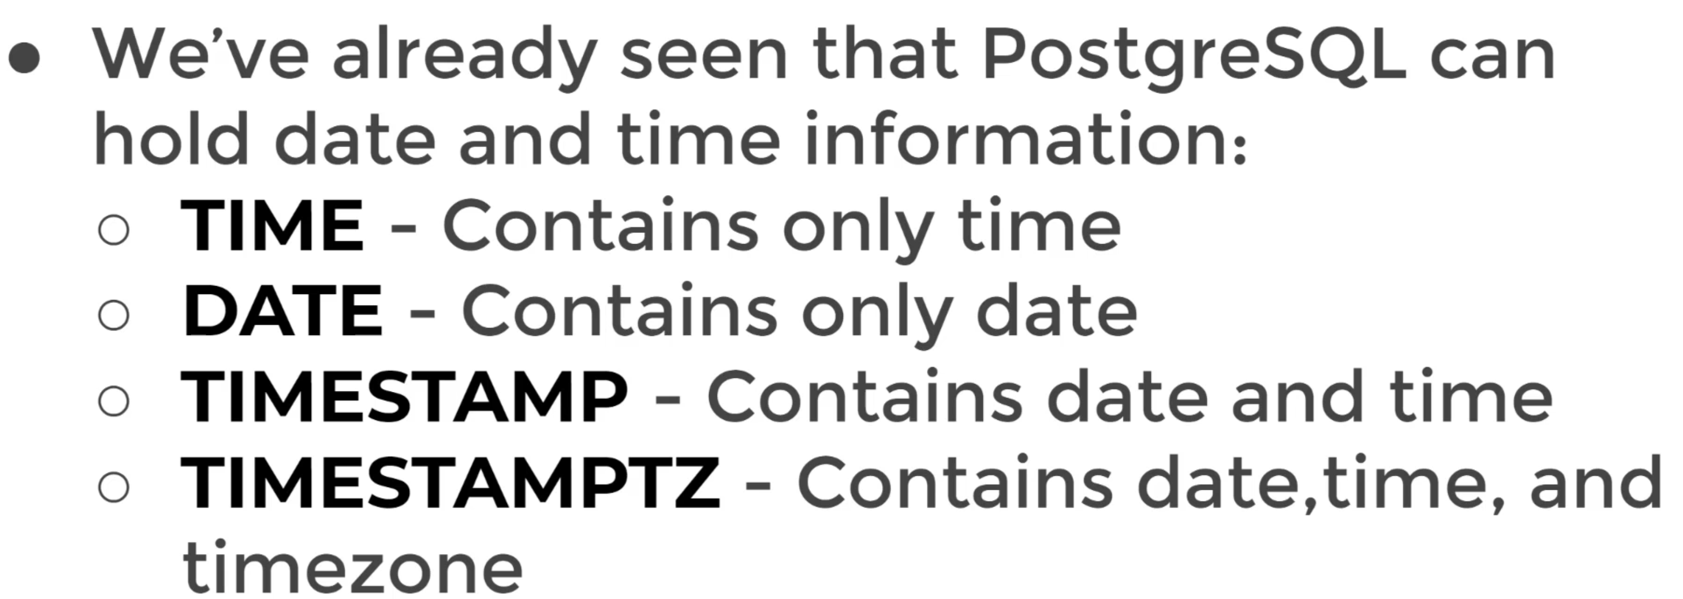 ● We’ve already seen that PostgreSQL can
hold date and time information:
○ TIME - Contains only time
○ DATE - Contains only date
○ TIMESTAMP - Contains date and time
○ TIMESTAMPTZ - Contains date,time, and
timezone